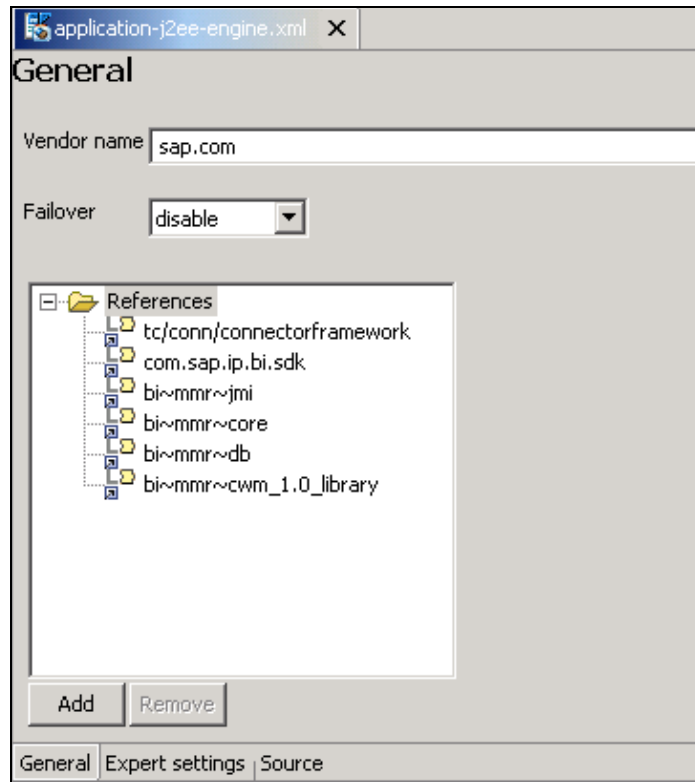 application-j2ee-engine.xml
General
Vendor name sap.com
Failover disable
References
tc/conn/connectorframework
com.sap.ip.bi.sdk
bi~mmr~jmi
bi~mmr~core
bi~mmr~db
bi~mmr~cwm_1.0_library
Add Remove
General Expert settings Source